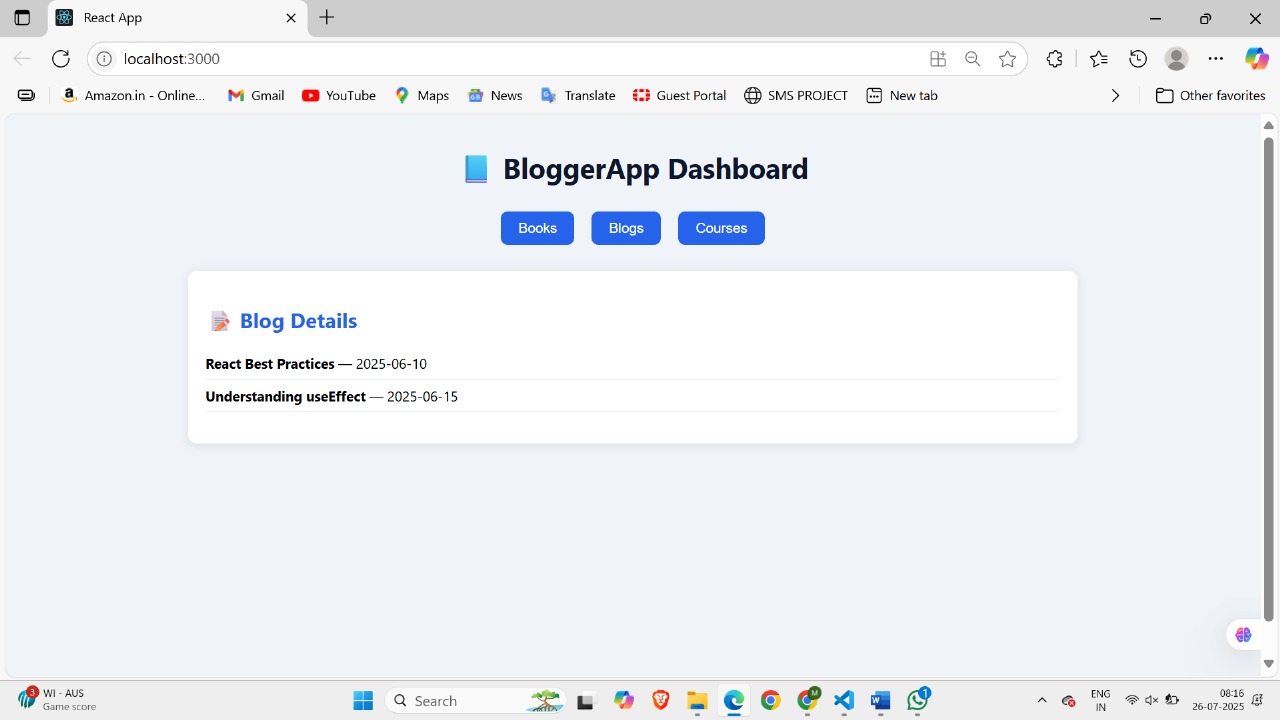 React App
localhost:3000
Amazon.in - Online...
Gmail
YouTube
Maps
News
Translate
Guest Portal
SMS PROJECT
New tab
Other favorites
BloggerApp Dashboard
Books
Blogs
Courses
Blog Details
React Best Practices — 2025-06-10
Understanding useEffect — 2025-06-15
3
WI - AUS
Game score
Search
M
1
ENG
IN
08:16
26-07-2025